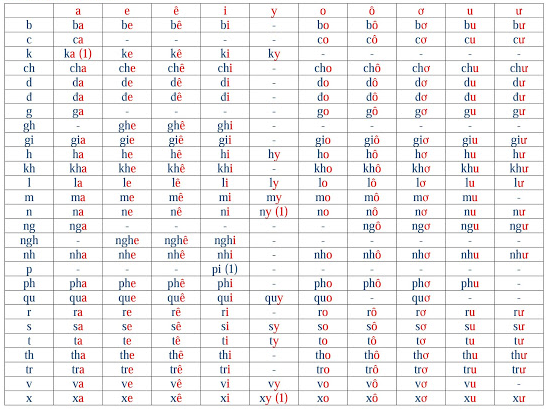 a e ê i y o ô ơ u ư
b ba be bê bi - bo bô bơ bu bư
c ca - - - - co cô cơ cu cư
k ka (1) ke kê ki ky - - - - -
ch cha che chê chi - cho chô chơ chu chư
d da de dê di - do dô dơ du dư
đ đa đe đê đi - đo đô đơ đu đư
g ga - - - - go gô gơ gu gư
gh - ghe ghê ghi - - - - - -
gi gia gie giê gii - gio giô giơ giu giư
h ha he hê hi hy ho hô hơ hu hư
kh kha khe khê khi - kho khô khơ khu khư
l la le lê li ly lo lô lơ lu lư
m ma me mê mi my mo mô mơ mu -
n na ne nê ni ny (1) no nô nơ nu nư
ng nga - - - - - ngô ngơ ngu ngư
ngh - nghe nghê nghi - - - - - -
nh nha nhe nhê nhi - nho nhô nhơ nhu như
p - - - pi (1) - - - - - -
ph pha phe phê phi - pho phô phơ phu -
qu qua que quê qui quy quo - quơ - -
r ra re rê ri - ro rô rơ ru rư
s sa se sê si sy so sô sơ su sư
t ta te tê ti ty to tô tơ tu tư
th tha the thê thi - tho thô thơ thu thư
tr tra tre trê tri - tro trô trơ tru trư
v va ve vê vi vy vo vô vơ vu -
x xa xe xê xi xy (1) xo xô xơ xu xư